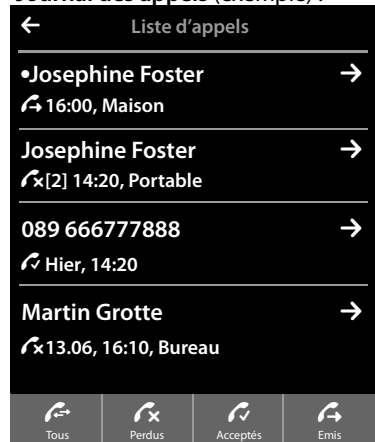 Journal des appels (exemple) :
Liste d'appels
•Josephine Foster
16:00, Maison
Josephine Foster
[2] 14:20, Portable
089 666777888
Hier, 14:20
Martin Grotte
13.06, 16:10, Bureau
Tous Perdus Acceptés Emis